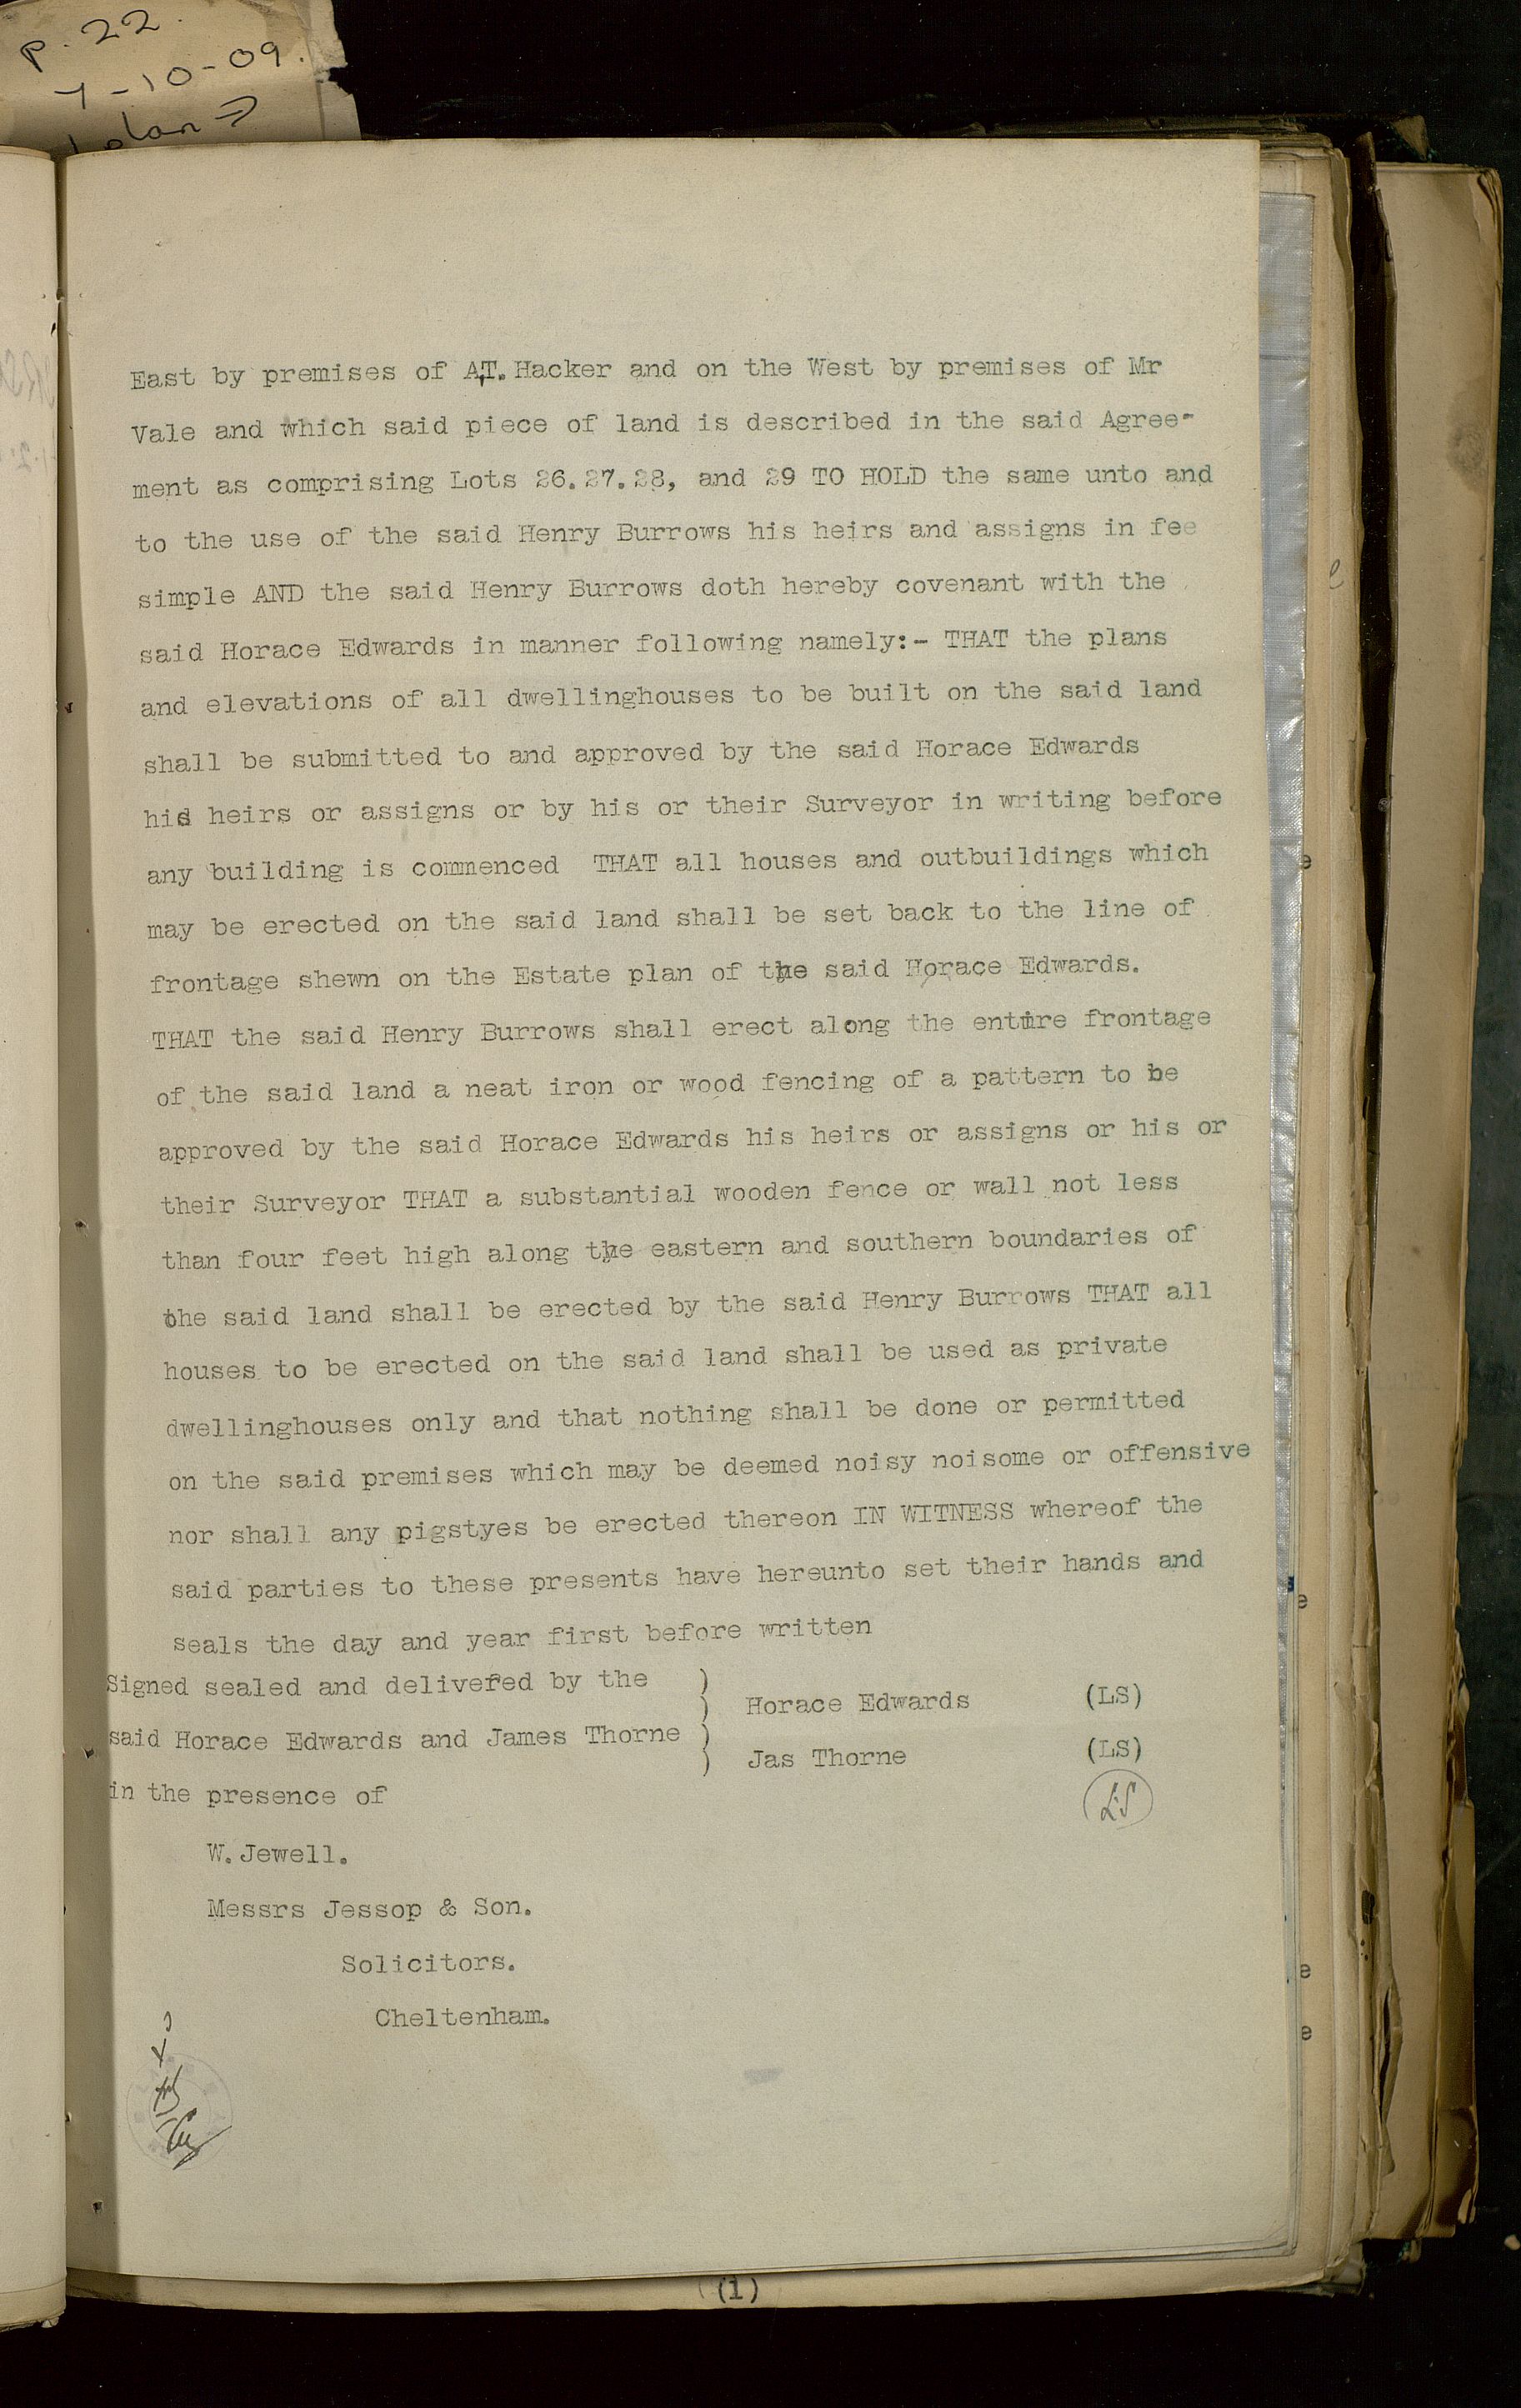 p. 22
7-10-09.
plan =>
East by premises of A.T. Hacker and on the West by premises of Mr
Vale and which said piece of land is described in the said Agree-
ment as comprising Lots 26.27.28, and 29 TO HOLD the same unto and
to the use of the said Henry Burrows his heirs and assigns in fee
simple AND the said Henry Burrows doth hereby covenant with the
said Horace Edwards in manner following namely:- THAT the plans
and elevations of all dwellinghouses to be built on the said land
shall be submitted to and approved by the said Horace Edwards
his heirs or assigns or by his or their Surveyor in writing before
any building is commenced THAT all houses and outbuildings which
may be erected on the said land shall be set back to the line of
frontage shewn on the Estate plan of the said Horace Edwards.
THAT the said Henry Burrows shall erect along the entire frontage
of the said land a neat iron or wood fencing of a pattern to be
approved by the said Horace Edwards his heirs or assigns or his or
their Surveyor THAT a substantial wooden fence or wall not less
than four feet high along the eastern and southern boundaries of
the said land shall be erected by the said Henry Burrows THAT all
houses to be erected on the said land shall be used as private
dwellinghouses only and that nothing shall be done or permitted
on the said premises which may be deemed noisy noisome or offensive
nor shall any pigstyes be erected thereon IN WITNESS whereof the
said parties to these presents have hereunto set their hands and
seals the day and year first before written
Signed sealed and delivered by the )
) Horace Edwards (LS)
said Horace Edwards and James Thorne )
) Jas Thorne (LS)
in the presence of
LS
W. Jewell.
Messrs Jessop & Son.
Solicitors.
Cheltenham.
(1)